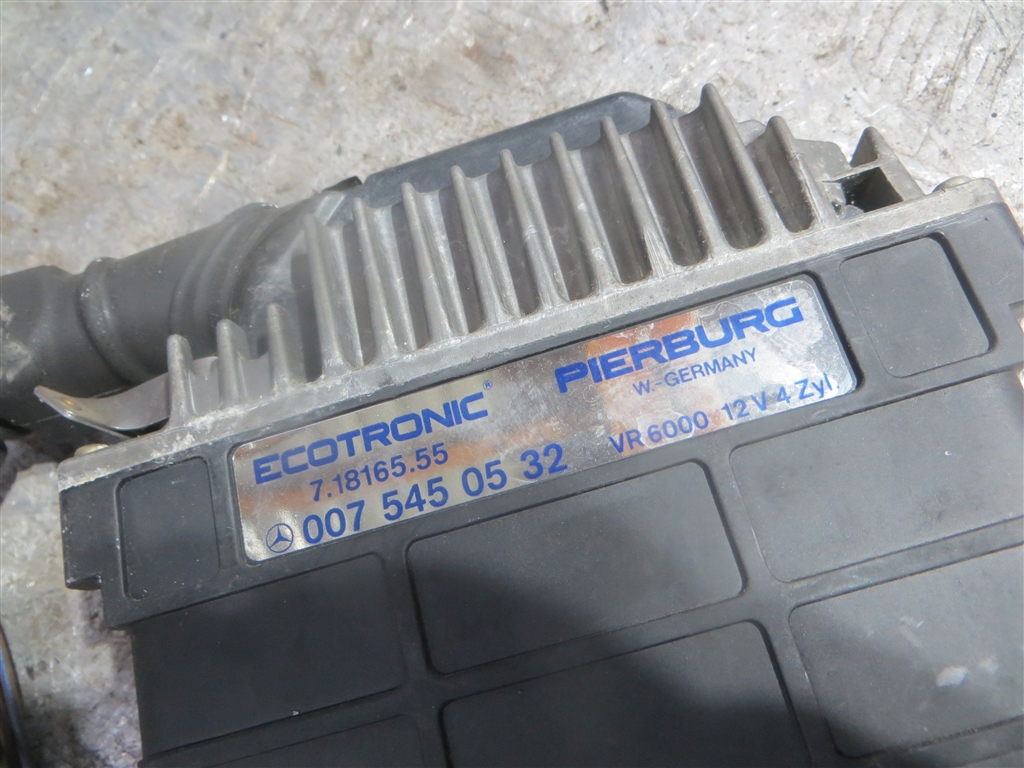 ECOTRONIC® PIERBURG
W.-GERMANY
7.18165.55
007 545 05 32 VR 6000 12 V 4 Zyl.